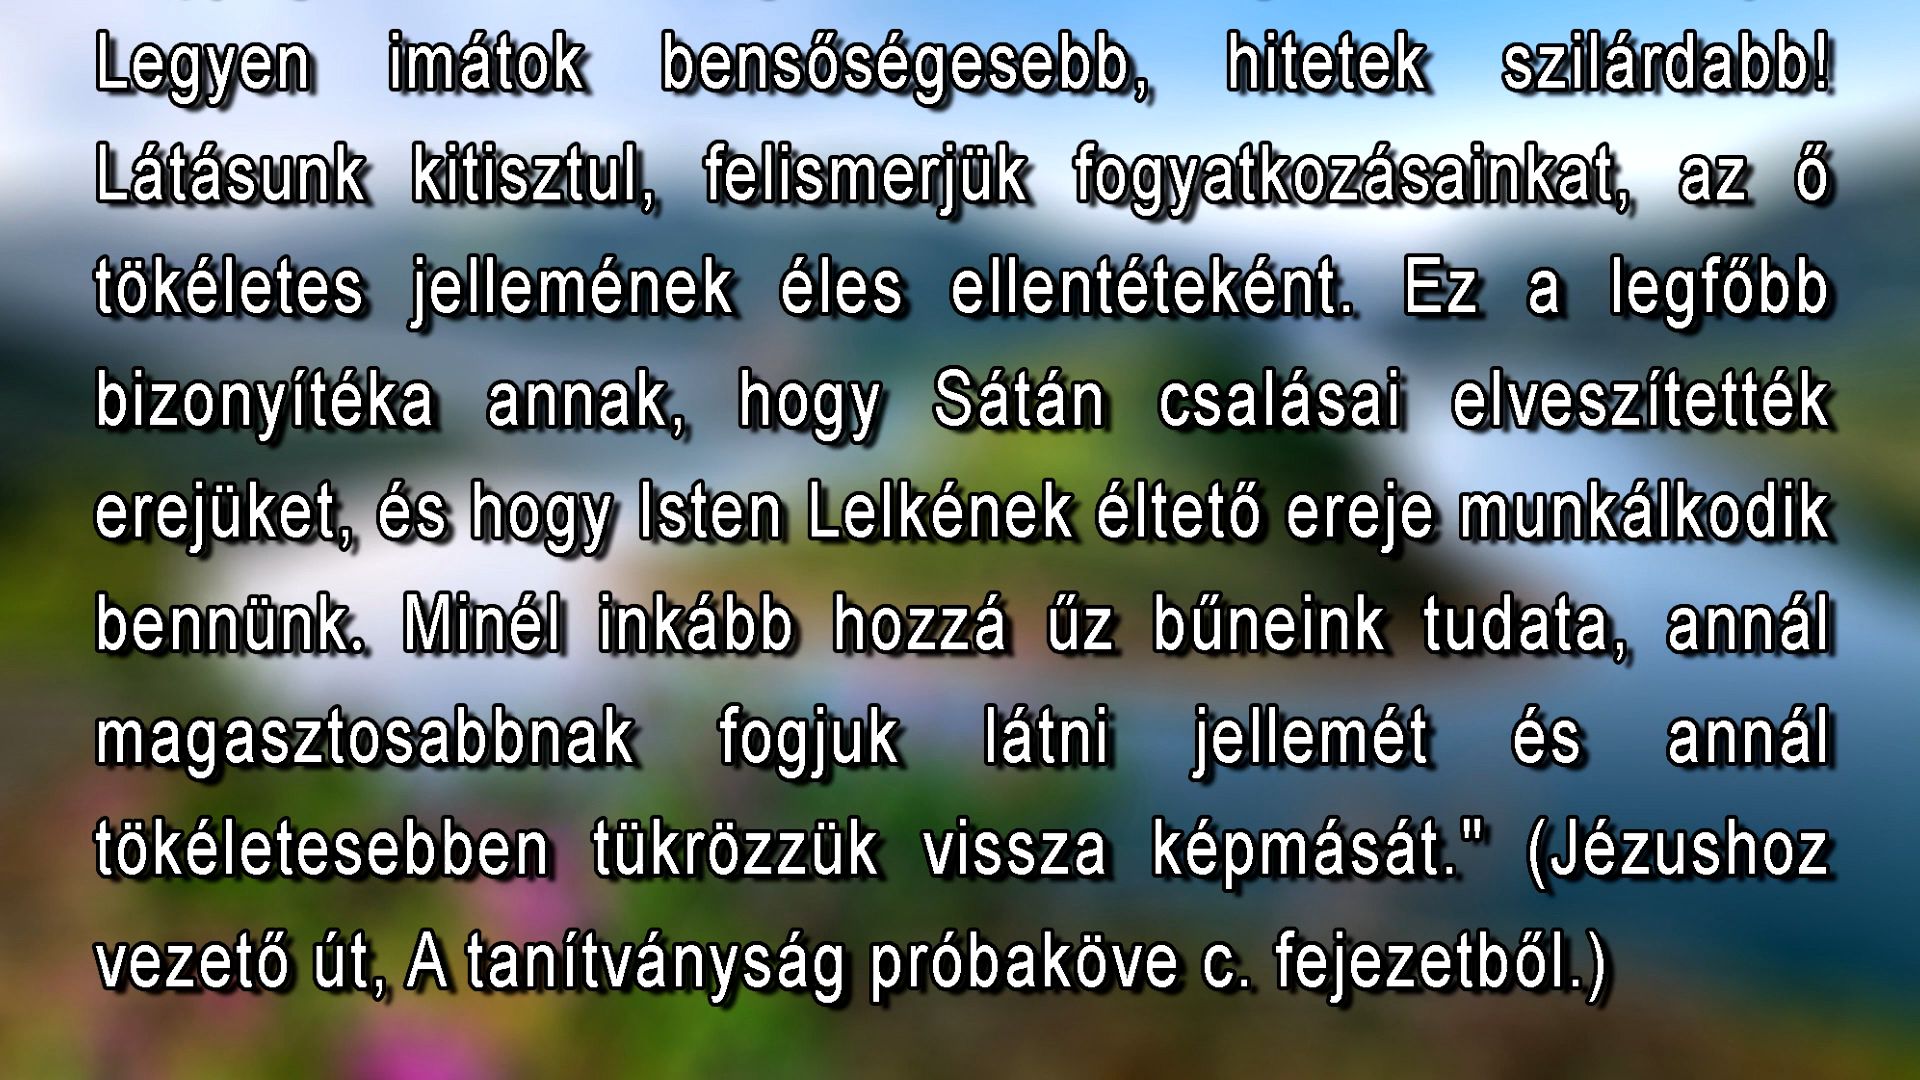 Legyen imátok bensőségesebb, hitetek szilárdabb!
Látásunk kitisztul, felismerjük fogyatkozásainkat, az ő
tökéletes jellemének éles ellentéteként. Ez a legfőbb
bizonyítéka annak, hogy Sátán csalásai elveszítették
erejüket, és hogy Isten Lelkének éltető ereje munkálkodik
bennünk. Minél inkább hozzá űz bűneink tudata, annál
magasztosabbnak fogjuk látni jellemét és annál
tökéletesebben tükrözzük vissza képmását." (Jézushoz
vezető út, A tanítványság próbaköve c. fejezetből.)